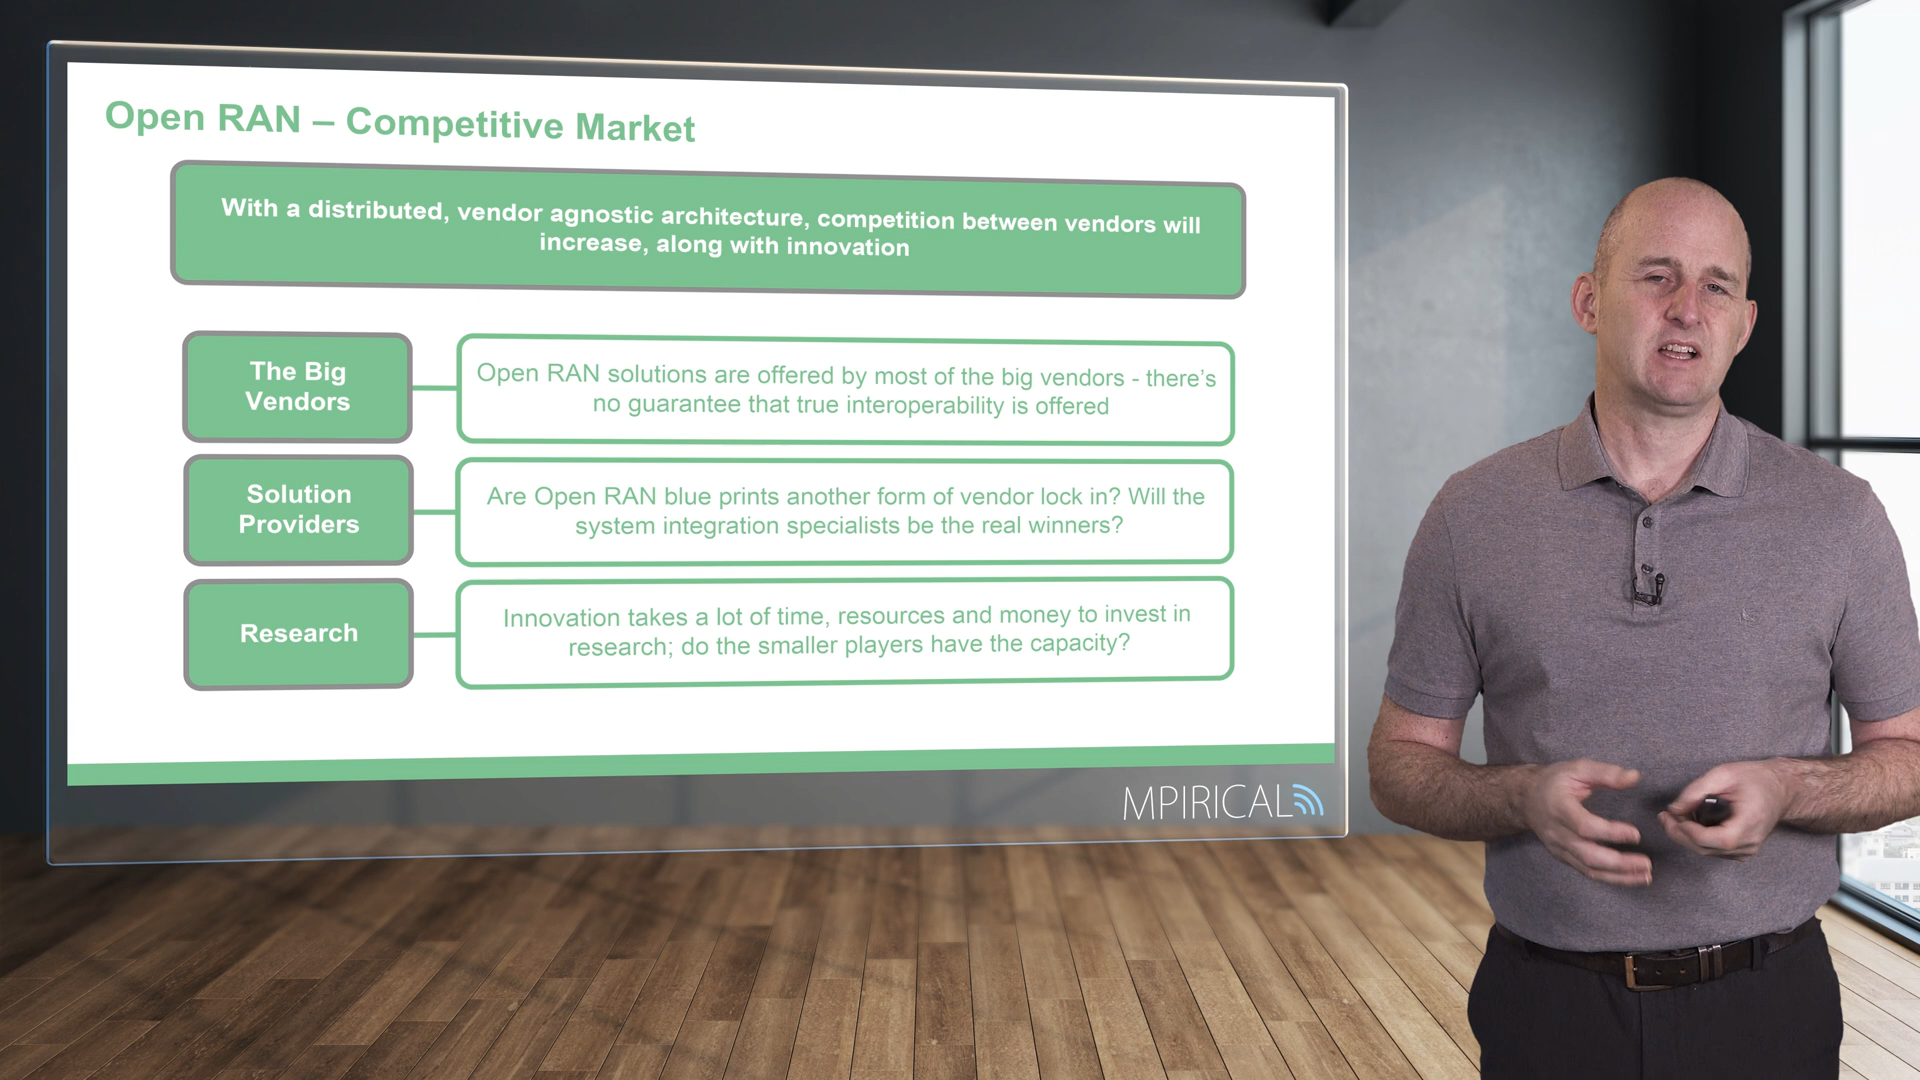 Open RAN – Competitive Market
With a distributed, vendor agnostic architecture, competition between vendors will
increase, along with innovation
The Big
Vendors
Open RAN solutions are offered by most of the big vendors - there's
no guarantee that true interoperability is offered
Solution
Providers
Are Open RAN blue prints another form of vendor lock in? Will the
system integration specialists be the real winners?
Research
Innovation takes a lot of time, resources and money to invest in
research; do the smaller players have the capacity?
MPIRICAL